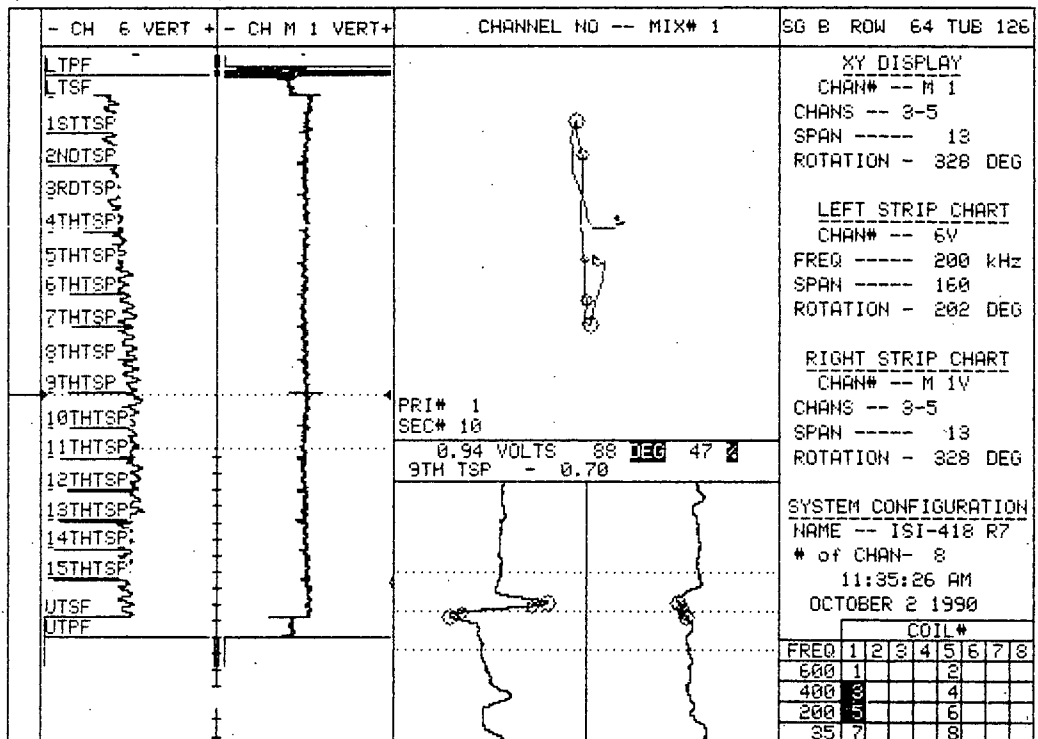 - CH 6 VERT +
- CH M 1 VERT+
CHANNEL NO -- MIX# 1
SG B ROW 64 TUB 126
LTPF
LTSF
1STTSP
2NDTSP
3RDTSP
4THTSP
5THTSP
6THTSP
7THTSP
8THTSP
9THTSP
10THTSP
11THTSP
12THTSP
13THTSP
14THTSP
15THTSP
UTSF
UTPF
PRI# 1
SEC# 10
0.94 VOLTS 88 DEG 47 %
9TH TSP - 0.70
XY DISPLAY
CHAN# -- M 1
CHANS -- 3-5
SPAN ----- 13
ROTATION - 328 DEG
LEFT STRIP CHART
CHAN# -- 6V
FREQ ----- 200 kHz
SPAN ----- 160
ROTATION - 202 DEG
RIGHT STRIP CHART
CHAN# -- M 1V
CHANS -- 3-5
SPAN ----- 13
ROTATION - 328 DEG
SYSTEM CONFIGURATION
NAME -- ISI-418 R7
# of CHAN- 8
11:35:26 AM
OCTOBER 2 1990
COIL#
FREQ 1 2 3 4 5 6 7 8
600 1 2
400 3 4
200 5 6
35 7 8